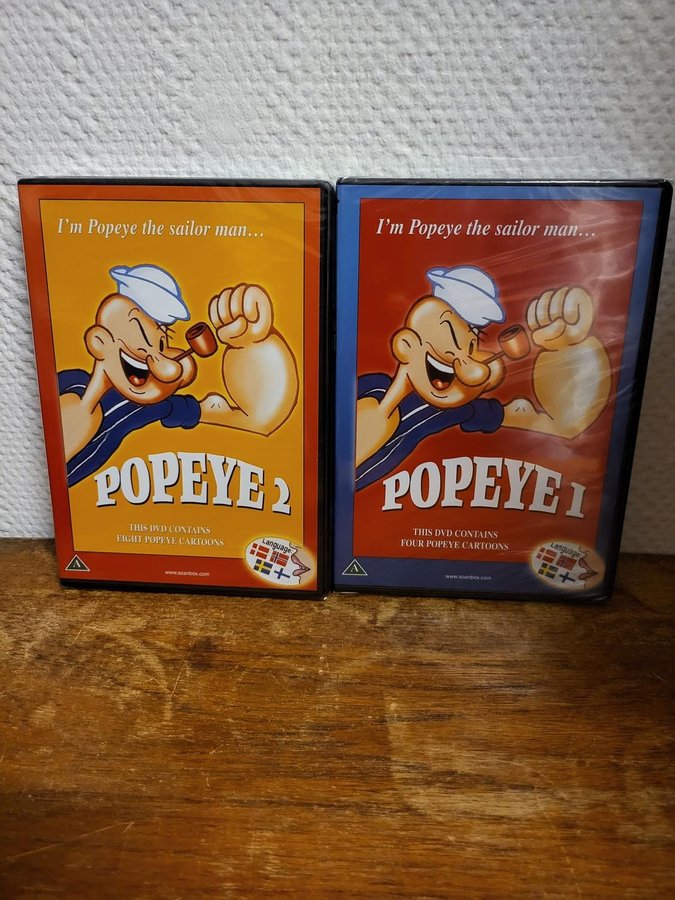 I'm Popeye the sailor man...
POPEYE 2
THIS DVD CONTAINS
EIGHT POPEYE CARTOONS
Language:
A
www.scanbox.com
I'm Popeye the sailor man...
POPEYE 1
THIS DVD CONTAINS
FOUR POPEYE CARTOONS
Language:
A
www.scanbox.com